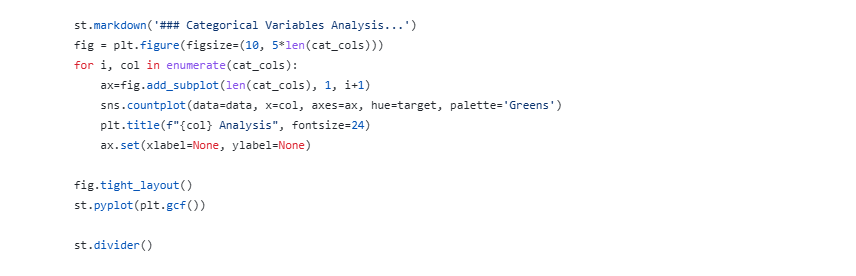 st.markdown('### Categorical Variables Analysis...')
fig = plt.figure(figsize=(10, 5*len(cat_cols)))
for i, col in enumerate(cat_cols):
    ax=fig.add_subplot(len(cat_cols), 1, i+1)
    sns.countplot(data=data, x=col, axes=ax, hue=target, palette='Greens')
    plt.title(f"{col} Analysis", fontsize=24)
    ax.set(xlabel=None, ylabel=None)

fig.tight_layout()
st.pyplot(plt.gcf())

st.divider()